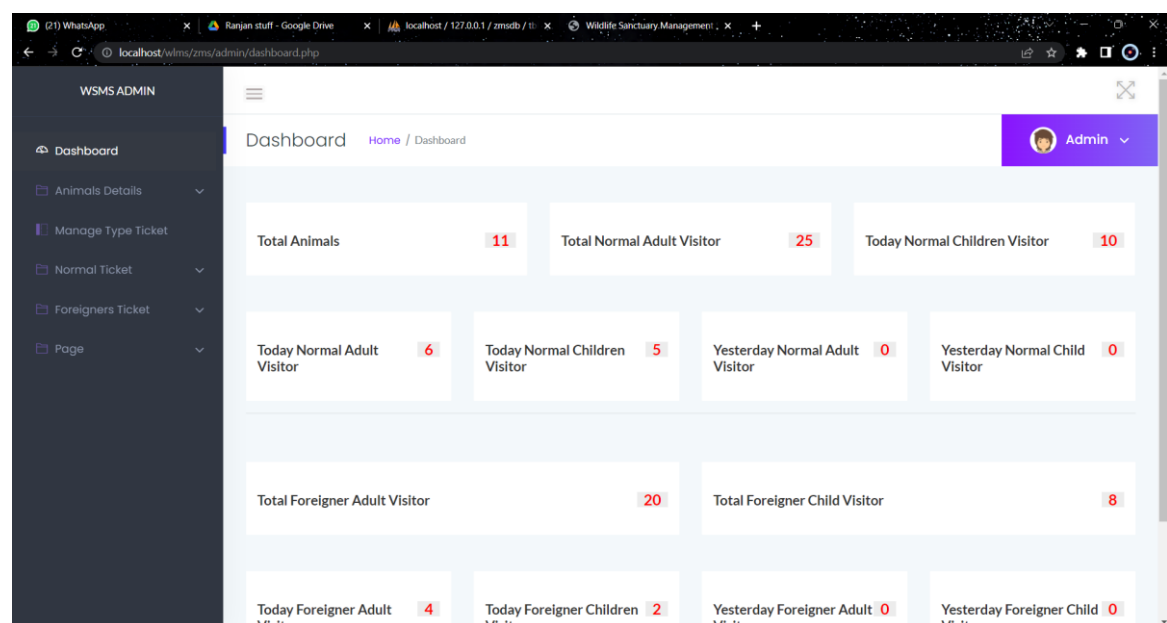 (21) WhatsApp
Ranjan stuff - Google Drive
localhost / 127.0.0.1 / zmsdb / tb
Wildlife Sanctuary Management
localhost/wlms/zms/admin/dashboard.php
WSMS ADMIN
Dashboard Home / Dashboard
Admin
Dashboard
Animals Details
Manage Type Ticket
Normal Ticket
Foreigners Ticket
Page
Total Animals 11
Total Normal Adult Visitor 25
Today Normal Children Visitor 10
Today Normal Adult 6
Visitor
Today Normal Children 5
Visitor
Yesterday Normal Adult 0
Visitor
Yesterday Normal Child 0
Visitor
Total Foreigner Adult Visitor 20
Total Foreigner Child Visitor 8
Today Foreigner Adult 4
Today Foreigner Children 2
Yesterday Foreigner Adult 0
Yesterday Foreigner Child 0